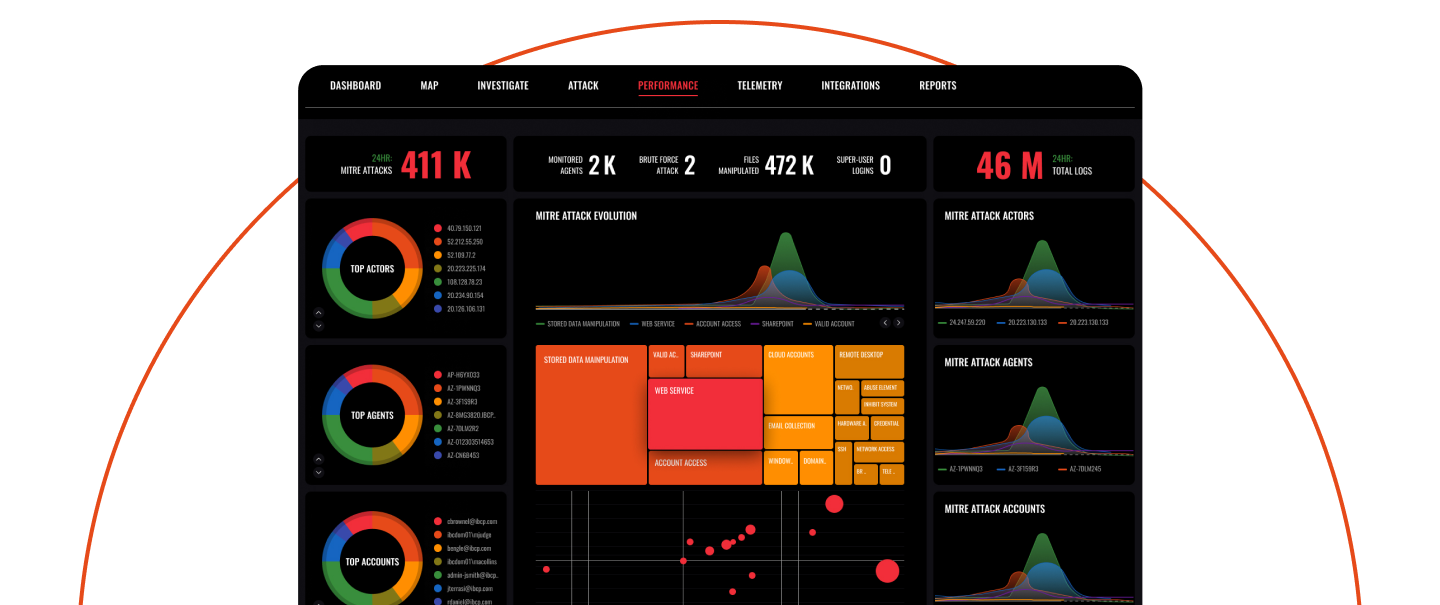 DASHBOARD MAP INVESTIGATE ATTACK PERFORMANCE TELEMETRY INTEGRATIONS REPORTS
24HR:
MITRE ATTACKS
411 K
MONITORED
AGENTS
2 K
BRUTE FORCE
ATTACK
2
FILES
MANIPULATED
472 K
SUPER-USER
LOGINS
0
46 M
24HR:
TOTAL LOGS
TOP ACTORS
40.79.150.121
52.212.55.250
52.109.77.2
20.223.225.174
108.128.78.23
20.234.90.154
20.126.106.131
MITRE ATTACK EVOLUTION
STORED DATA MANIPULATION WEB SERVICE ACCOUNT ACCESS SHAREPOINT VALID ACCOUNT
MITRE ATTACK ACTORS
24.247.59.220 20.223.130.133 20.223.130.133
TOP AGENTS
AP-H6YXD33
AZ-1PWNNQ3
AZ-3F1S9R3
AZ-8MG3820.IBCP..
AZ-7DLM2R2
AZ-012303514653
AZ-CN68453
STORED DATA MAINPULATION
VALID AC..
SHAREPOINT
WEB SERVICE
ACCOUNT ACCESS
CLOUD ACCOUNTS
EMAIL COLLECTION
WINDOW..
DOMAIN..
REMOTE DESKTOP
NETWO
ABUSE ELEMENT
INHIBIT SYSTEM
HARDWARE A
CREDENTIAL
SSH
NETWORK ACCESS
BR ..
TELE ..
MITRE ATTACK AGENTS
AZ-1PWNNQ3 AZ-3F1S9R3 AZ-7DLM245
TOP ACCOUNTS
cbrownel@ibcp.com
ibcdom01\mjudge
bengle@ibcp.com
ibcdom01\macollins
admin-jsmith@ibcp..
jterrasi@ibcp.com
rdaniel@ibcp.com
MITRE ATTACK ACCOUNTS